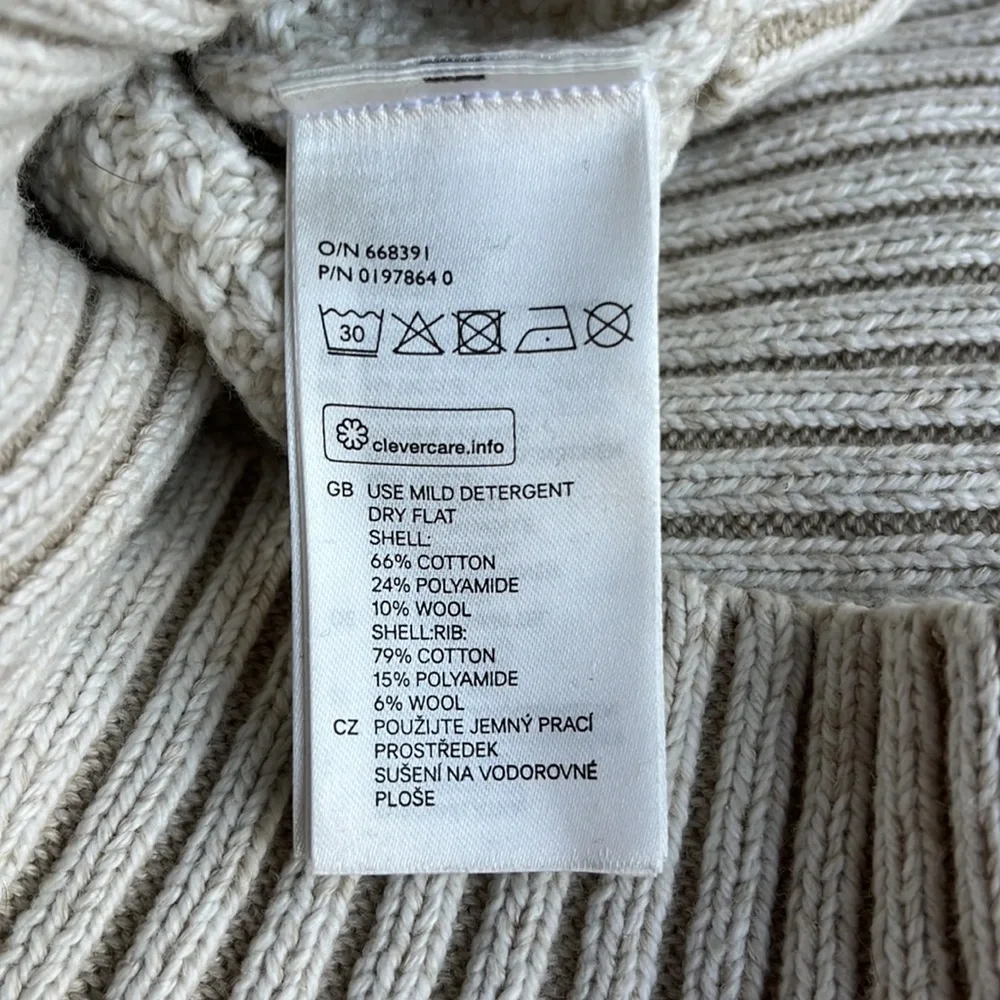 O/N 668391
P/N 0197864 0
30
clevercare.info
GB USE MILD DETERGENT
DRY FLAT
SHELL:
66% COTTON
24% POLYAMIDE
10% WOOL
SHELL:RIB:
79% COTTON
15% POLYAMIDE
6% WOOL
CZ POUŽIJTE JEMNÝ PRACÍ
PROSTŘEDEK
SUŠENÍ NA VODOROVNÉ
PLOŠE